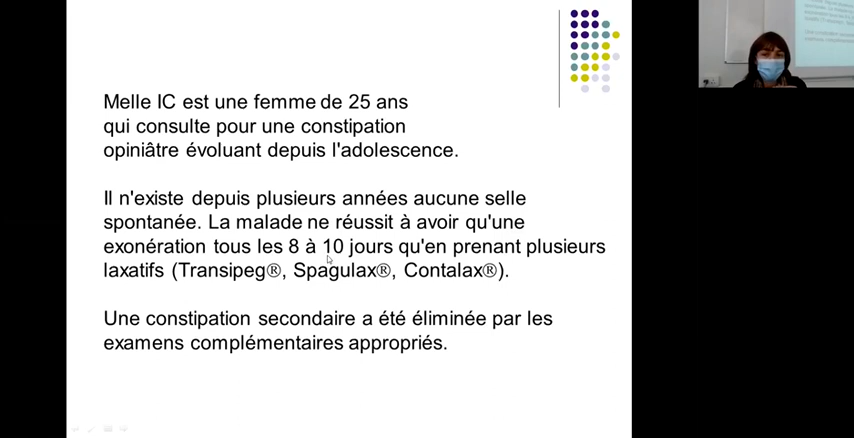 Melle IC est une femme de 25 ans
qui consulte pour une constipation
opiniâtre évoluant depuis l'adolescence.
Il n'existe depuis plusieurs années aucune selle
spontanée. La malade ne réussit à avoir qu'une
exonération tous les 8 à 10 jours qu'en prenant plusieurs
laxatifs (Transipeg®, Spagulax®, Contalax®).
Une constipation secondaire a été éliminée par les
examens complémentaires appropriés.